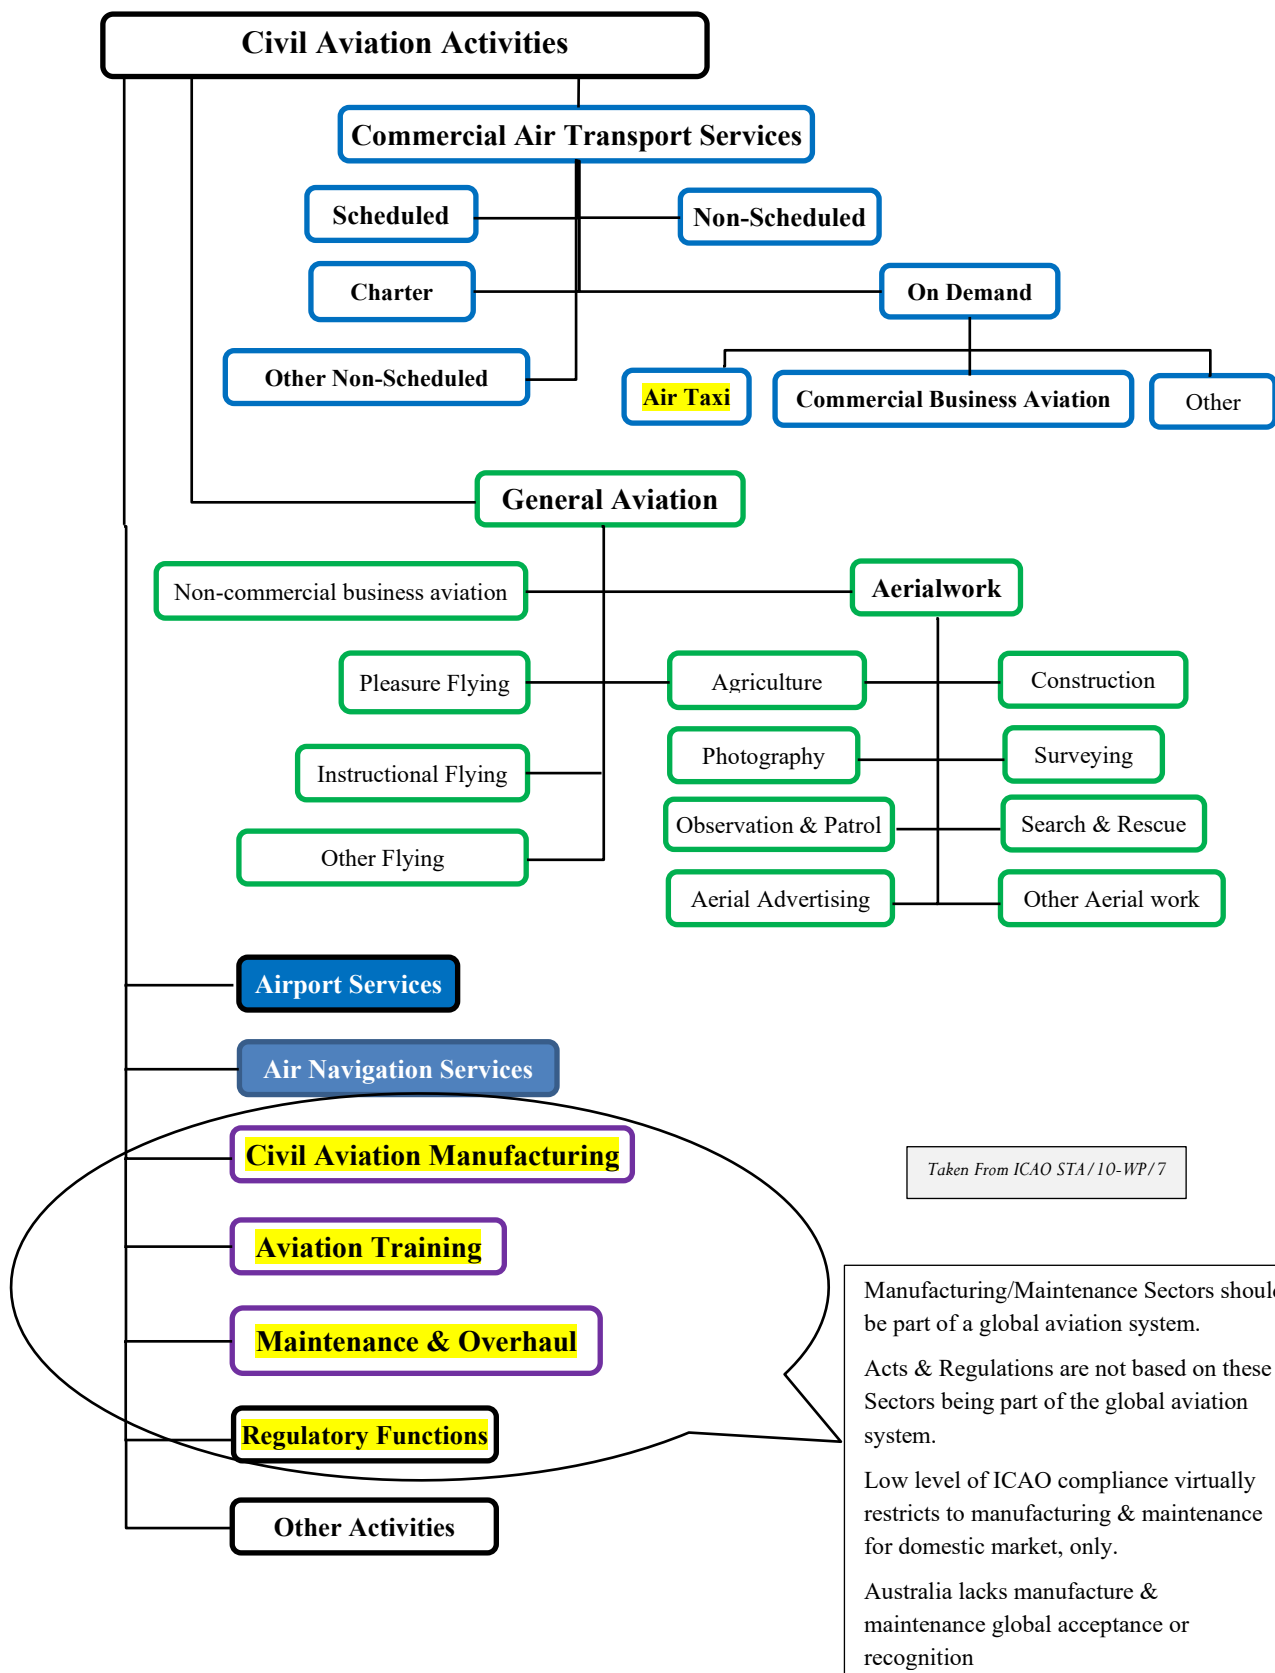 Civil Aviation Activities
Commercial Air Transport Services
Scheduled
Non-Scheduled
Charter
On Demand
Other Non-Scheduled
Air Taxi
Commercial Business Aviation
Other
General Aviation
Non-commercial business aviation
Aerialwork
Pleasure Flying
Agriculture
Construction
Photography
Surveying
Instructional Flying
Observation & Patrol
Search & Rescue
Other Flying
Aerial Advertising
Other Aerial work
Airport Services
Air Navigation Services
Civil Aviation Manufacturing
Taken From ICAO STA/10-WP/7
Aviation Training
Maintenance & Overhaul
Regulatory Functions
Other Activities
Manufacturing/Maintenance Sectors should
be part of a global aviation system.
Acts & Regulations are not based on these
Sectors being part of the global aviation
system.
Low level of ICAO compliance virtually
restricts to manufacturing & maintenance
for domestic market, only.
Australia lacks manufacture &
maintenance global acceptance or
recognition